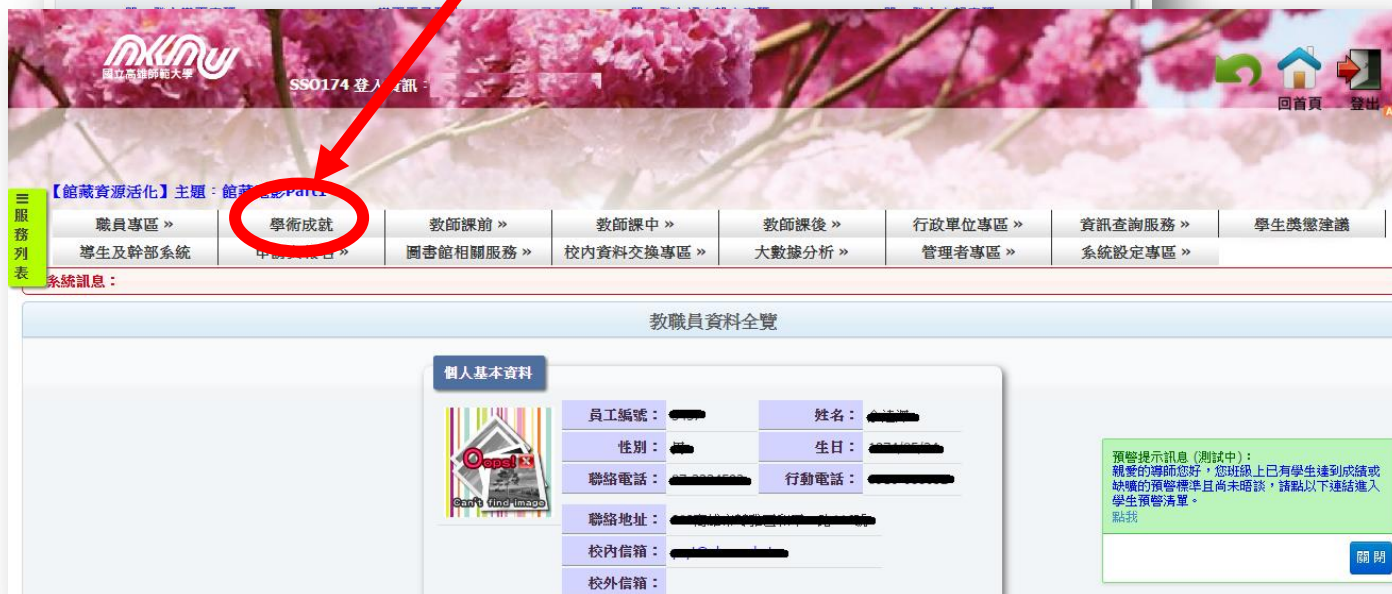 國立高雄師範大學
SSO174 登入資訊：
回首頁 登出
【館藏資源活化】主題：館藏電影Part1
☰ 服務列表
職員專區 » 學術成就 教師課前 » 教師課中 » 教師課後 » 行政單位專區 » 資訊查詢服務 » 學生獎懲建議
導生及幹部系統 圖書館相關服務 » 校內資料交換專區 » 大數據分析 » 管理者專區 » 系統設定專區 »
系統訊息：
教職員資料全覽
個人基本資料
Oops!
Can't find image
員工編號： 姓名：
性別： 生日：
聯絡電話： 行動電話：
聯絡地址：
校內信箱：
校外信箱：
預警提示訊息 (測試中)：
親愛的導師您好，您班級上已有學生達到成績或
缺曠的預警標準且尚未晤談，請點以下連結進入
學生預警清單。
點我
關閉